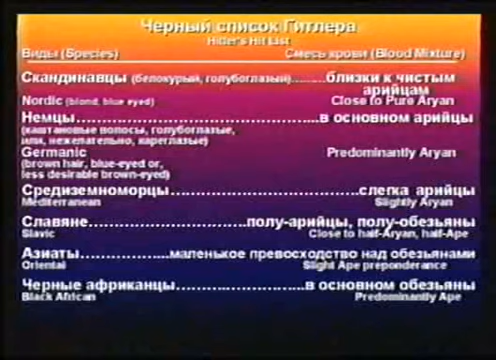 Черный список Гитлера
Hitler's Hit List
Виды (Species) Смесь крови (Blood Mixture)
Скандинавцы (белокурый, голубоглазый)........близки к чистым
арийцам
Nordic (blond, blue eyed) Close to Pure Aryan
Немцы..............................................в основном арийцы
(каштановые волосы, голубоглазые,
или, нежелательно, кареглазые)
Germanic Predominantly Aryan
(brown hair, blue-eyed or,
less desirable brown-eyed)
Средиземноморцы....................................слегка арийцы
Mediterranean Slightly Aryan
Славяне..............................полу-арийцы, полу-обезьяны
Slavic Close to half-Aryan, half-Ape
Азиаты.................маленькое превосходство над обезьянами
Oriental Slight Ape preponderance
Черные африканцы.........................в основном обезьяны
Black African Predominantly Ape